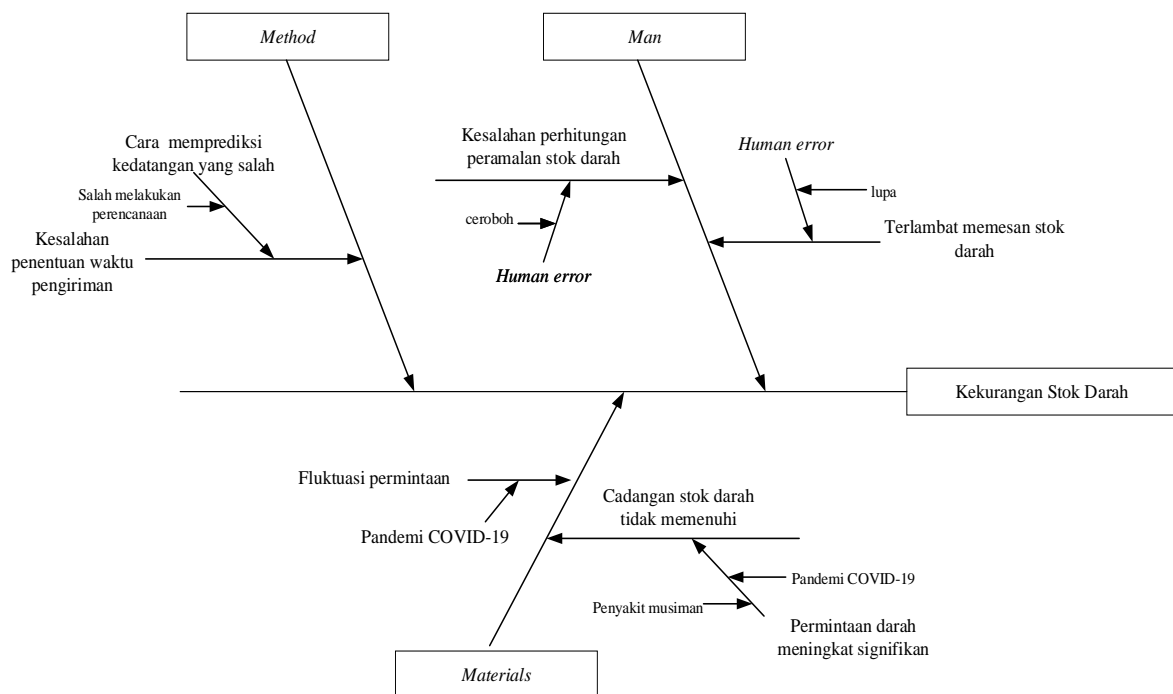 Method
Man
Cara memprediksi
kedatangan yang salah
Salah melakukan
perencanaan
Kesalahan
penentuan waktu
pengiriman
Kesalahan perhitungan
peramalan stok darah
ceroboh
Human error
Human error
lupa
Terlambat memesan stok
darah
Kekurangan Stok Darah
Fluktuasi permintaan
Pandemi COVID-19
Cadangan stok darah
tidak memenuhi
Pandemi COVID-19
Penyakit musiman
Permintaan darah
meningkat signifikan
Materials